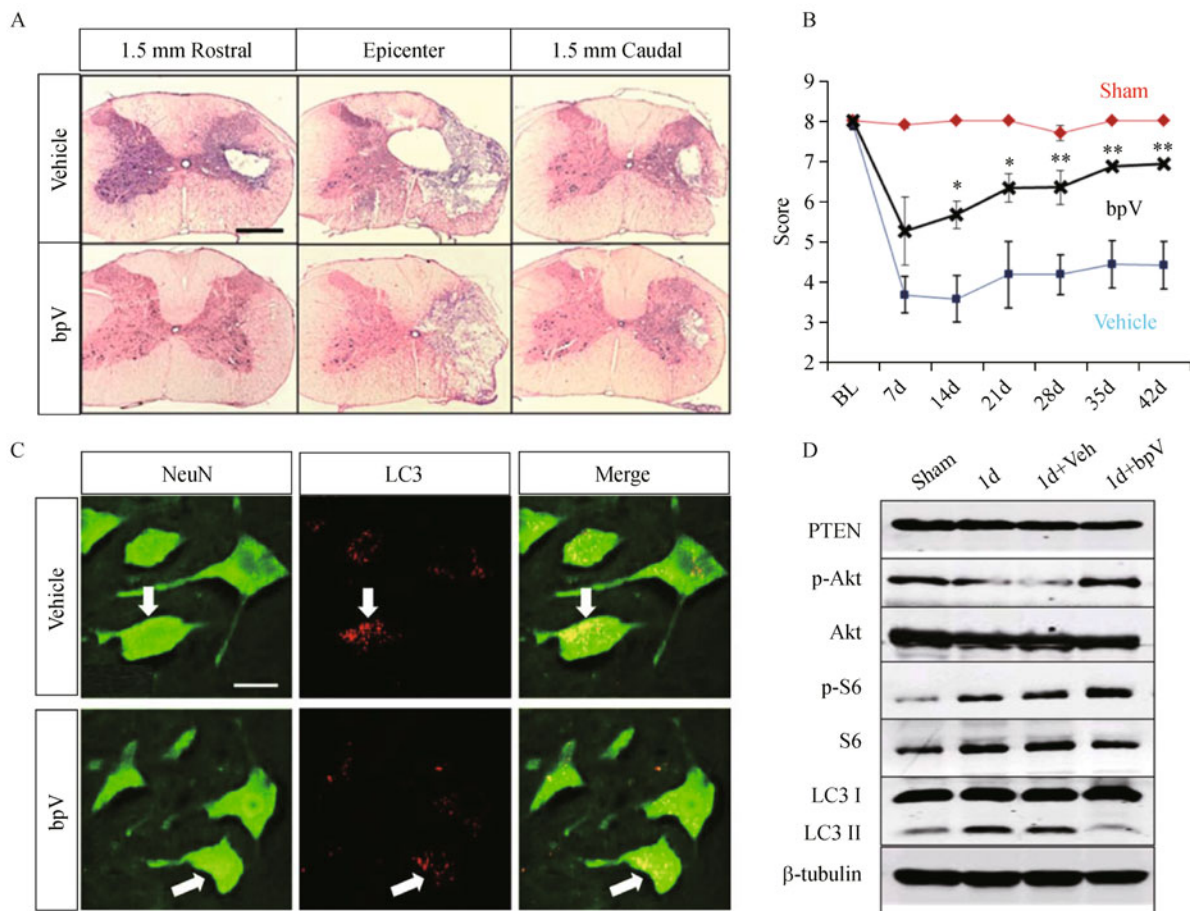 A
1.5 mm Rostral Epicenter 1.5 mm Caudal
Vehicle
bpV
B
9
8
7
6
5
4
3
2
Score
Sham
* * ** ** **
bpV
Vehicle
BL 7d 14d 21d 28d 35d 42d
C
NeuN LC3 Merge
Vehicle
bpV
D
Sham 1d 1d+Veh 1d+bpV
PTEN
p-Akt
Akt
p-S6
S6
LC3 I
LC3 II
β-tubulin